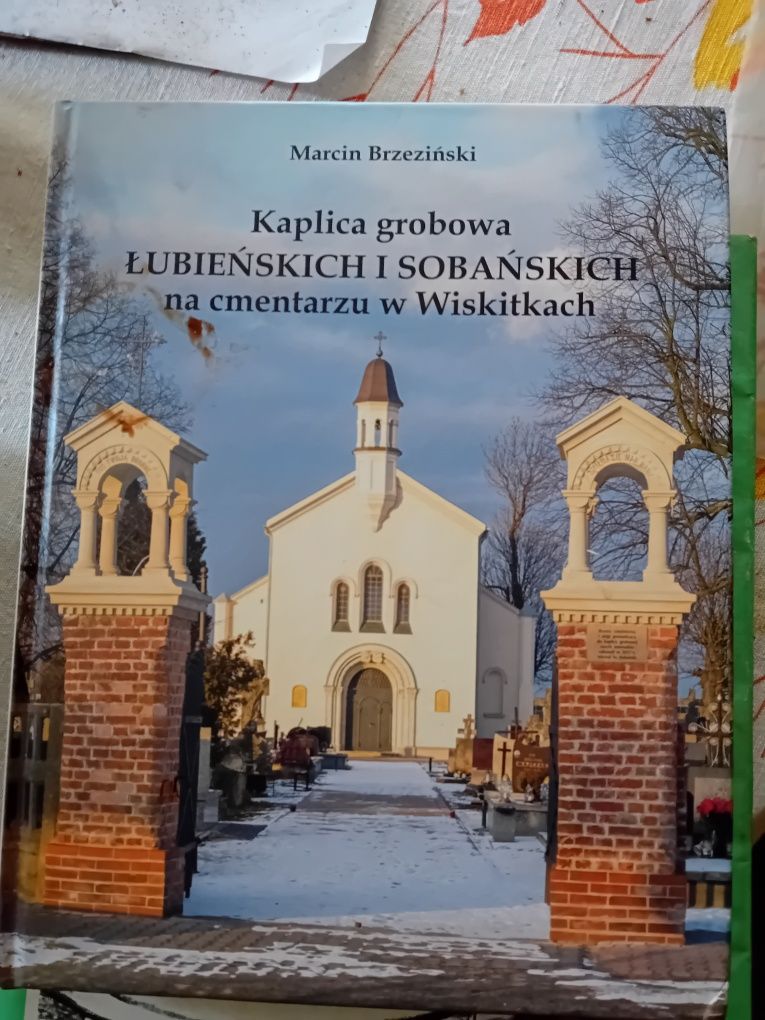 Marcin Brzeziński
Kaplica grobowa
ŁUBIEŃSKICH I SOBAŃSKICH
na cmentarzu w Wiskitkach